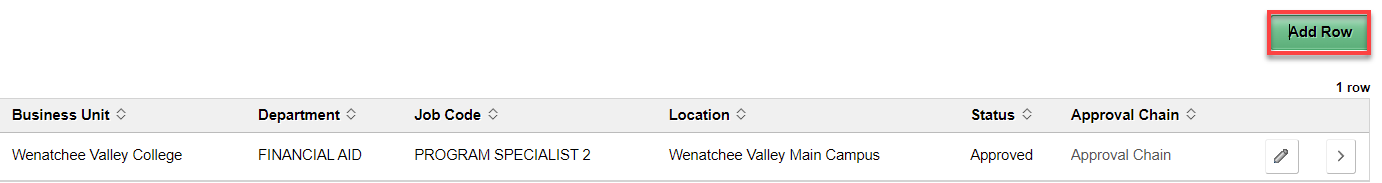 Add Row
1 row
Business Unit Department Job Code Location Status Approval Chain
Wenatchee Valley College FINANCIAL AID PROGRAM SPECIALIST 2 Wenatchee Valley Main Campus Approved Approval Chain